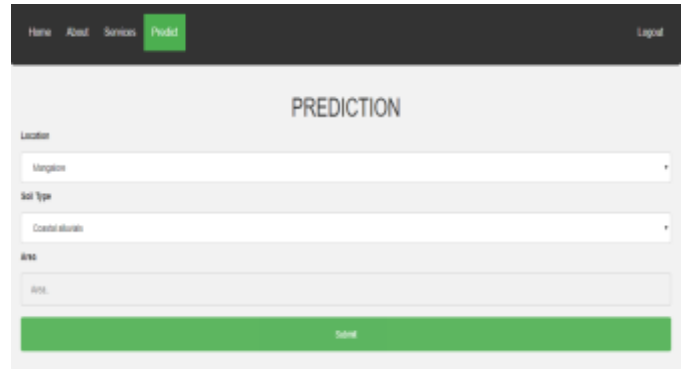 Home About Services Predict Logout
PREDICTION
Location
Mangalore
Soil Type
Coastal alluvials
Area
Area..
Submit